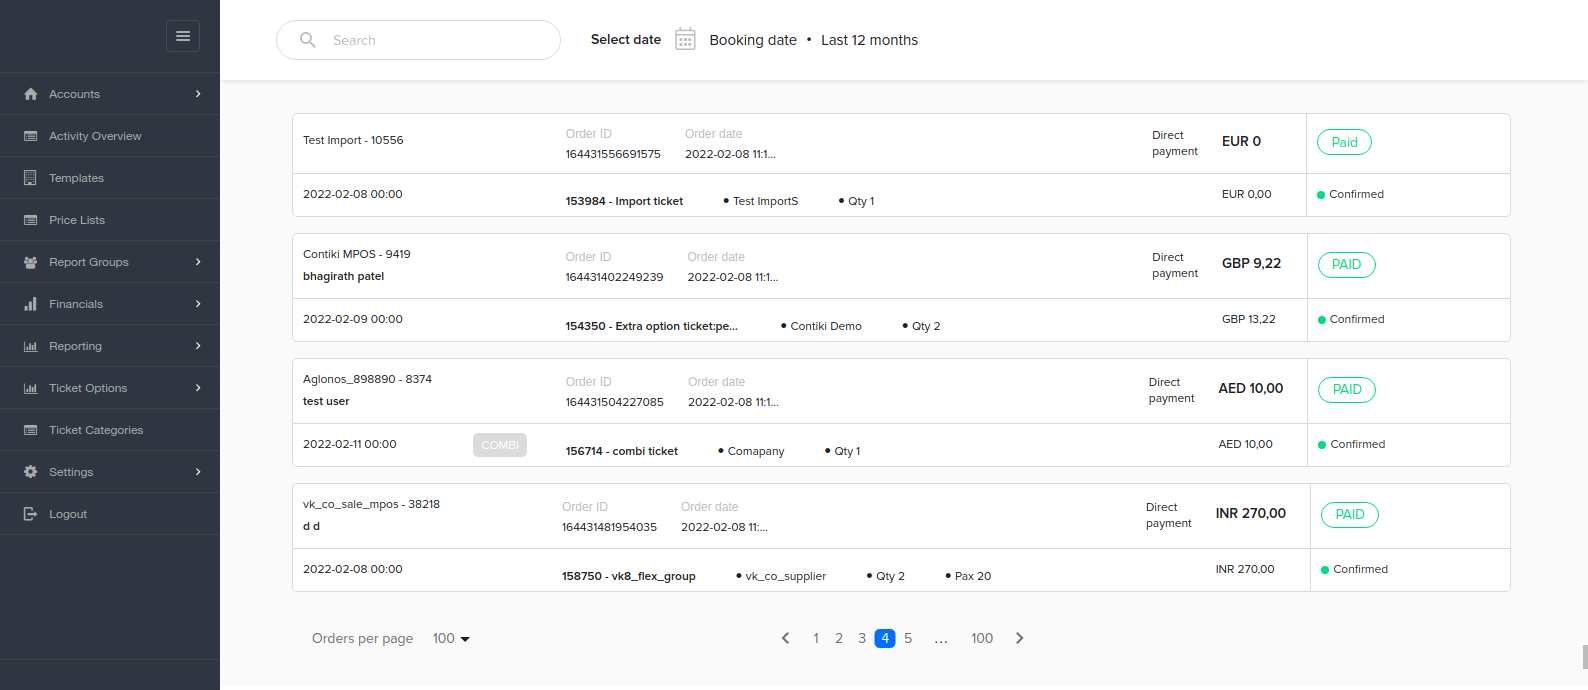 Search
Select date Booking date • Last 12 months
Accounts
Activity Overview
Templates
Price Lists
Report Groups
Financials
Reporting
Ticket Options
Ticket Categories
Settings
Logout
Test Import - 10556
Order ID
164431556691575
Order date
2022-02-08 11:1...
Direct
payment
EUR 0
Paid
2022-02-08 00:00
153984 - Import ticket • Test ImportS • Qty 1
EUR 0,00
Confirmed
Contiki MPOS - 9419
bhagirath patel
Order ID
164431402249239
Order date
2022-02-08 11:1...
Direct
payment
GBP 9,22
PAID
2022-02-09 00:00
154350 - Extra option ticket:pe... • Contiki Demo • Qty 2
GBP 13,22
Confirmed
Aglonos_898890 - 8374
test user
Order ID
164431504227085
Order date
2022-02-08 11:1...
Direct
payment
AED 10,00
PAID
2022-02-11 00:00
COMBI
156714 - combi ticket • Comapany • Qty 1
AED 10,00
Confirmed
vk_co_sale_mpos - 38218
d d
Order ID
164431481954035
Order date
2022-02-08 11:...
Direct
payment
INR 270,00
PAID
2022-02-08 00:00
158750 - vk8_flex_group • vk_co_supplier • Qty 2 • Pax 20
INR 270,00
Confirmed
Orders per page 100
1 2 3 4 5 ... 100